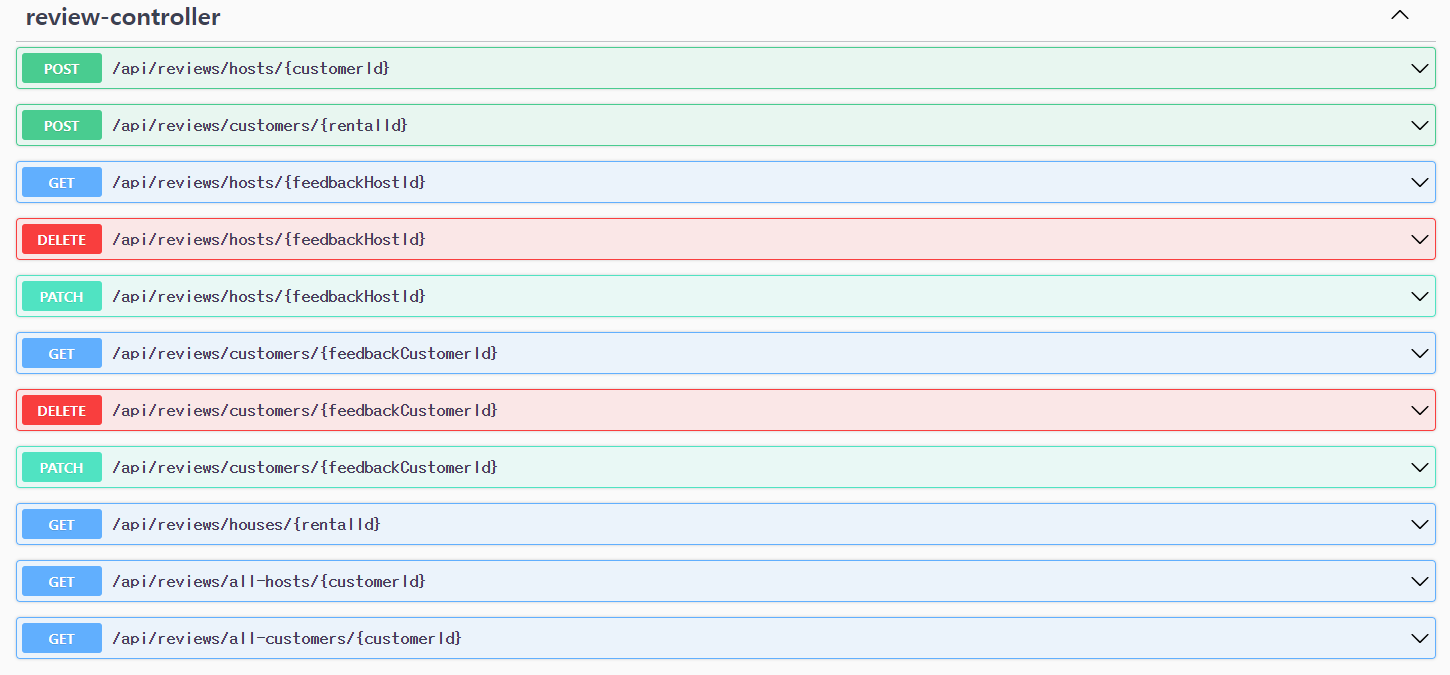 review-controller
POST /api/reviews/hosts/{customerId}
POST /api/reviews/customers/{rentalId}
GET /api/reviews/hosts/{feedbackHostId}
DELETE /api/reviews/hosts/{feedbackHostId}
PATCH /api/reviews/hosts/{feedbackHostId}
GET /api/reviews/customers/{feedbackCustomerId}
DELETE /api/reviews/customers/{feedbackCustomerId}
PATCH /api/reviews/customers/{feedbackCustomerId}
GET /api/reviews/houses/{rentalId}
GET /api/reviews/all-hosts/{customerId}
GET /api/reviews/all-customers/{customerId}